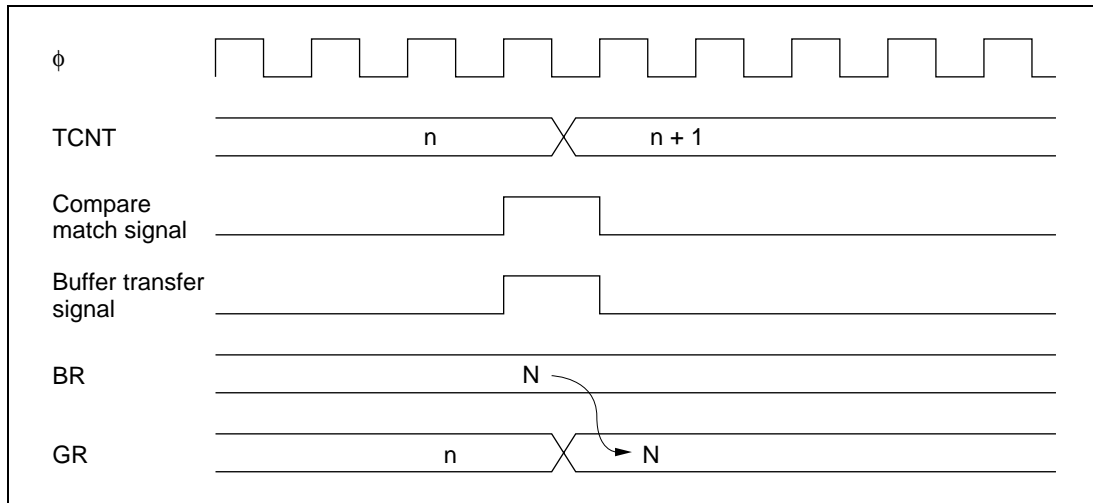 ϕ
TCNT
n
n + 1
Compare
match signal
Buffer transfer
signal
BR
N
GR
n
N